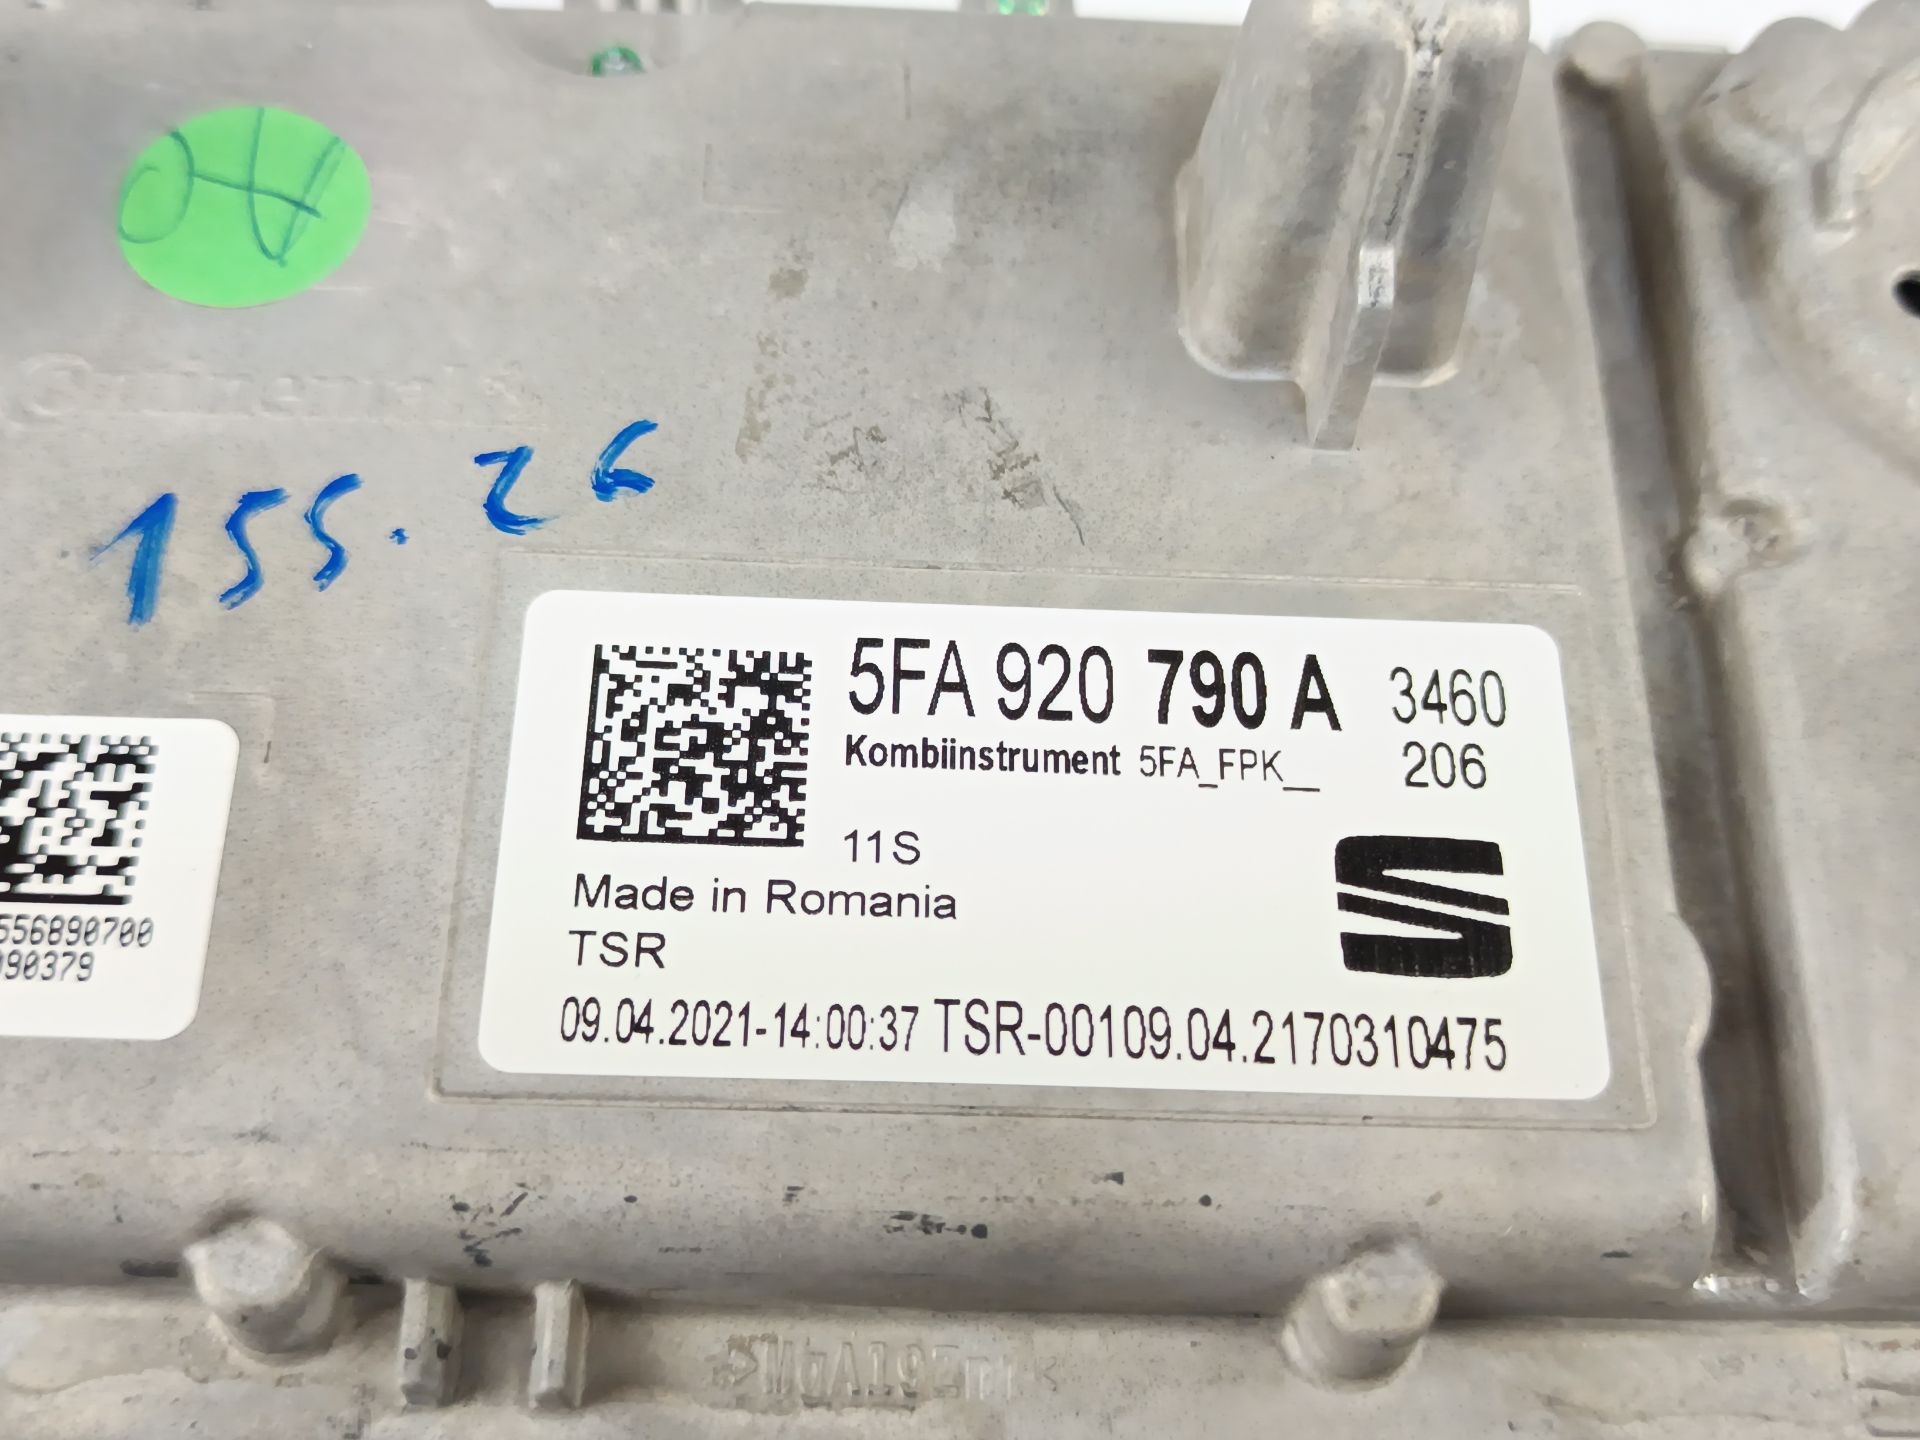 155.26
5FA 920 790 A 3460
Kombiinstrument 5FA_FPK__ 206
11S
Made in Romania
TSR
09.04.2021-14:00:37 TSR-00109.04.2170310475
556890700
090379